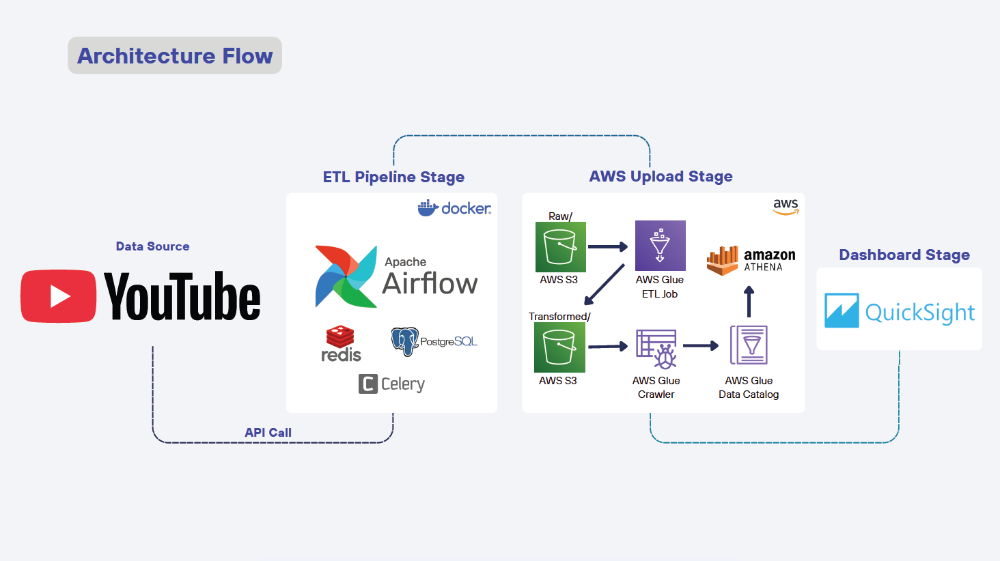 Architecture Flow
ETL Pipeline Stage
AWS Upload Stage
docker
aws
Raw/
Data Source
YouTube
Apache
Airflow
amazon
ATHENA
Dashboard Stage
AWS S3
AWS Glue
ETL Job
QuickSight
Transformed/
redis
PostgreSQL
C Celery
AWS S3
AWS Glue
Crawler
AWS Glue
Data Catalog
API Call